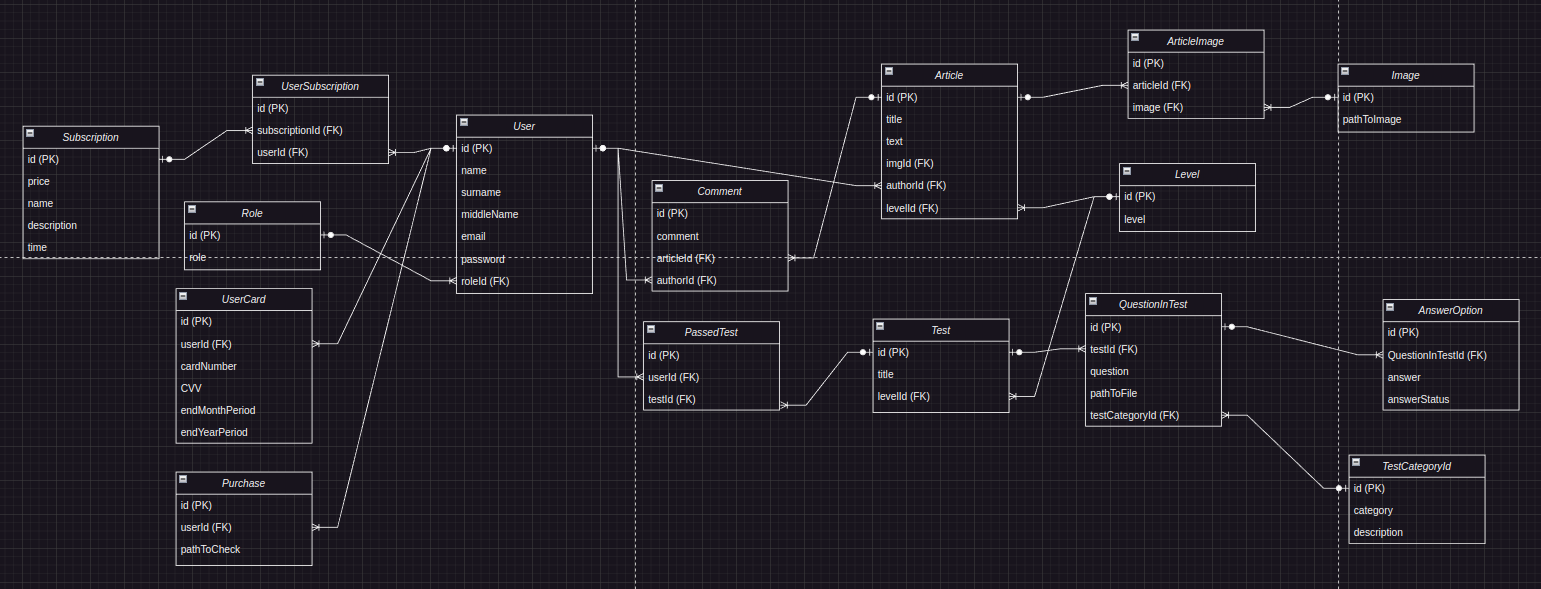 Subscription
id (PK)
price
name
description
time
UserSubscription
id (PK)
subscriptionId (FK)
userId (FK)
Role
id (PK)
role
UserCard
id (PK)
userId (FK)
cardNumber
CVV
endMonthPeriod
endYearPeriod
Purchase
id (PK)
userId (FK)
pathToCheck
User
id (PK)
name
surname
middleName
email
password
roleId (FK)
Comment
id (PK)
comment
articleId (FK)
authorId (FK)
PassedTest
id (PK)
userId (FK)
testId (FK)
Article
id (PK)
title
text
imgId (FK)
authorId (FK)
levelId (FK)
Test
id (PK)
title
levelId (FK)
ArticleImage
id (PK)
articleId (FK)
image (FK)
Image
id (PK)
pathToImage
Level
id (PK)
level
QuestionInTest
id (PK)
testId (FK)
question
pathToFile
testCategoryId (FK)
AnswerOption
id (PK)
QuestionInTestId (FK)
answer
answerStatus
TestCategoryId
id (PK)
category
description